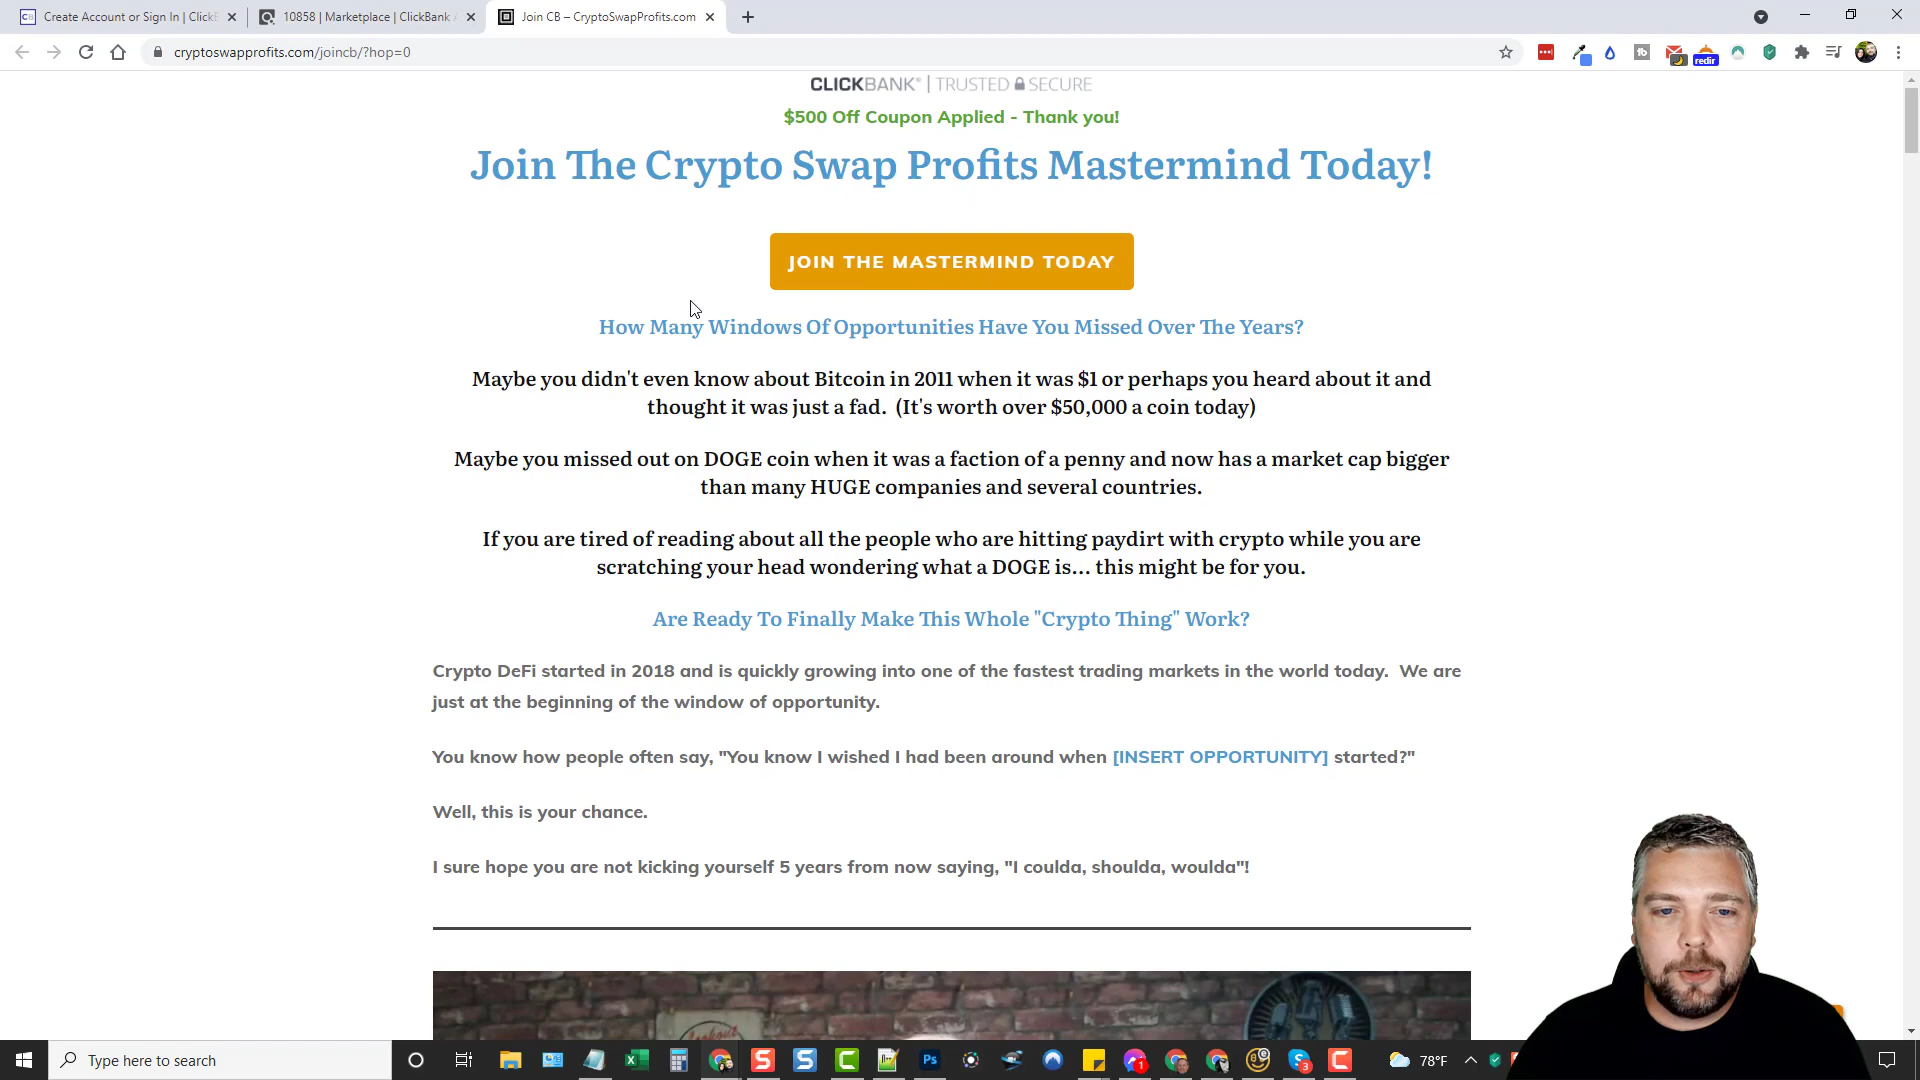 Create Account or Sign In | Click
10858 | Marketplace | ClickBank
Join CB – CryptoSwapProfits.com
cryptoswapprofits.com/joincb/?hop=0
redir
CLICKBANK® | TRUSTED SECURE
$500 Off Coupon Applied - Thank you!
Join The Crypto Swap Profits Mastermind Today!
JOIN THE MASTERMIND TODAY
How Many Windows Of Opportunities Have You Missed Over The Years?
Maybe you didn't even know about Bitcoin in 2011 when it was $1 or perhaps you heard about it and
thought it was just a fad. (It's worth over $50,000 a coin today)
Maybe you missed out on DOGE coin when it was a faction of a penny and now has a market cap bigger
than many HUGE companies and several countries.
If you are tired of reading about all the people who are hitting paydirt with crypto while you are
scratching your head wondering what a DOGE is... this might be for you.
Are Ready To Finally Make This Whole "Crypto Thing" Work?
Crypto DeFi started in 2018 and is quickly growing into one of the fastest trading markets in the world today. We are
just at the beginning of the window of opportunity.
You know how people often say, "You know I wished I had been around when [INSERT OPPORTUNITY] started?"
Well, this is your chance.
I sure hope you are not kicking yourself 5 years from now saying, "I coulda, shoulda, woulda"!
Type here to search
78°F